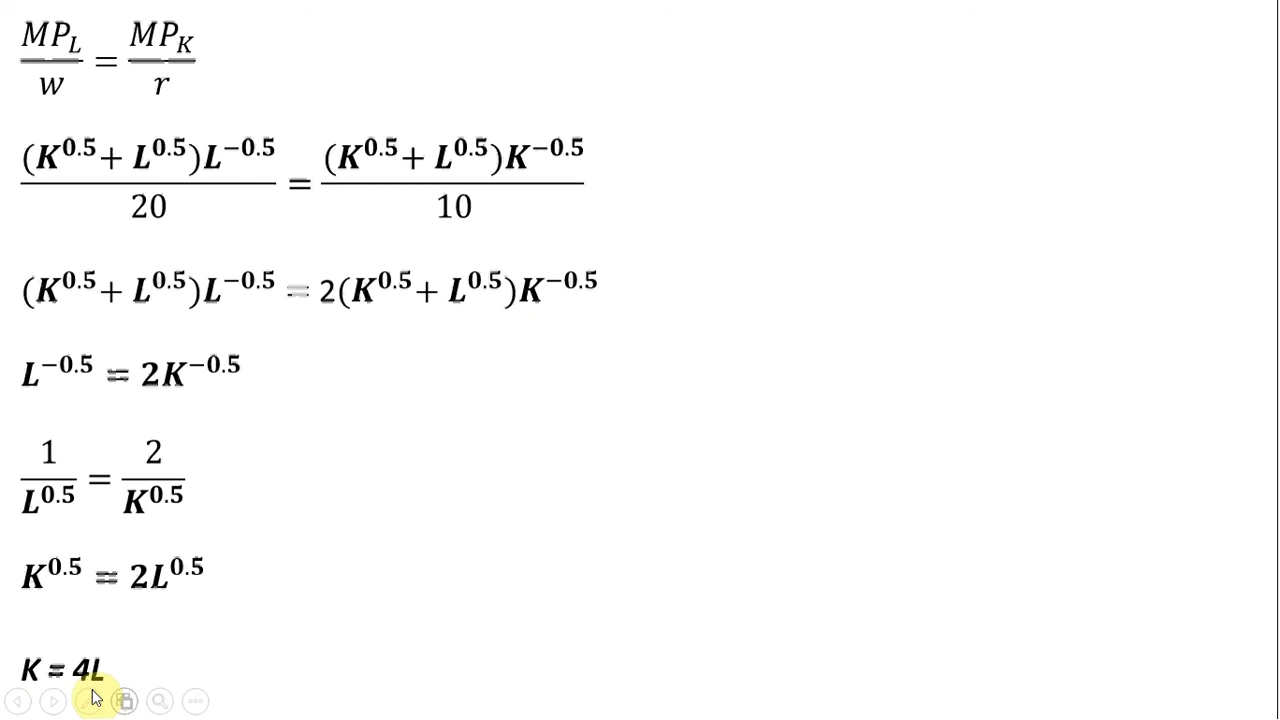 MP_L/w = MP_K/r
(K^0.5 + L^0.5)L^−0.5/20 = (K^0.5 + L^0.5)K^−0.5/10
(K^0.5 + L^0.5)L^−0.5 = 2(K^0.5 + L^0.5)K^−0.5
L^−0.5 = 2K^−0.5
1/L^0.5 = 2/K^0.5
K^0.5 = 2L^0.5
K = 4L